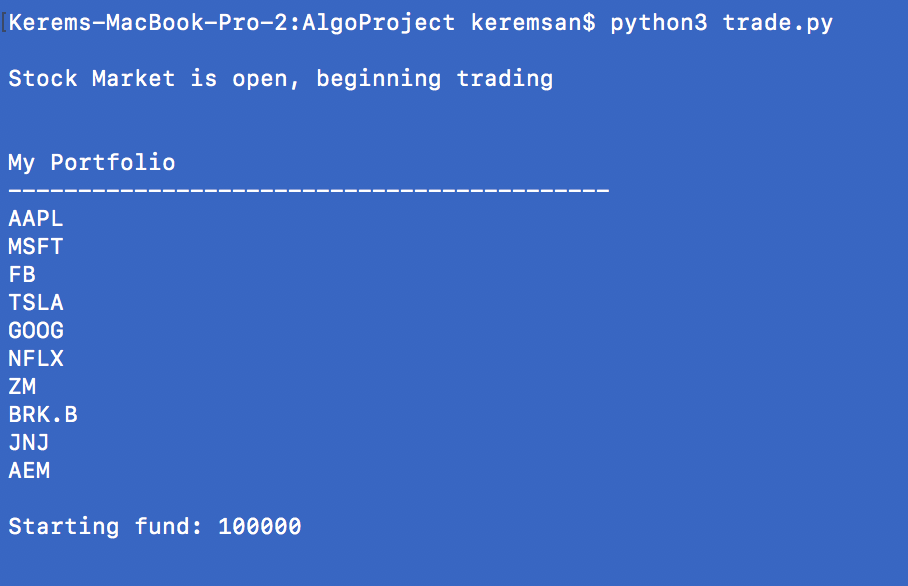 [Kerems-MacBook-Pro-2:AlgoProject keremsan$ python3 trade.py
Stock Market is open, beginning trading
My Portfolio
-------------------------------------------
AAPL
MSFT
FB
TSLA
GOOG
NFLX
ZM
BRK.B
JNJ
AEM
Starting fund: 100000